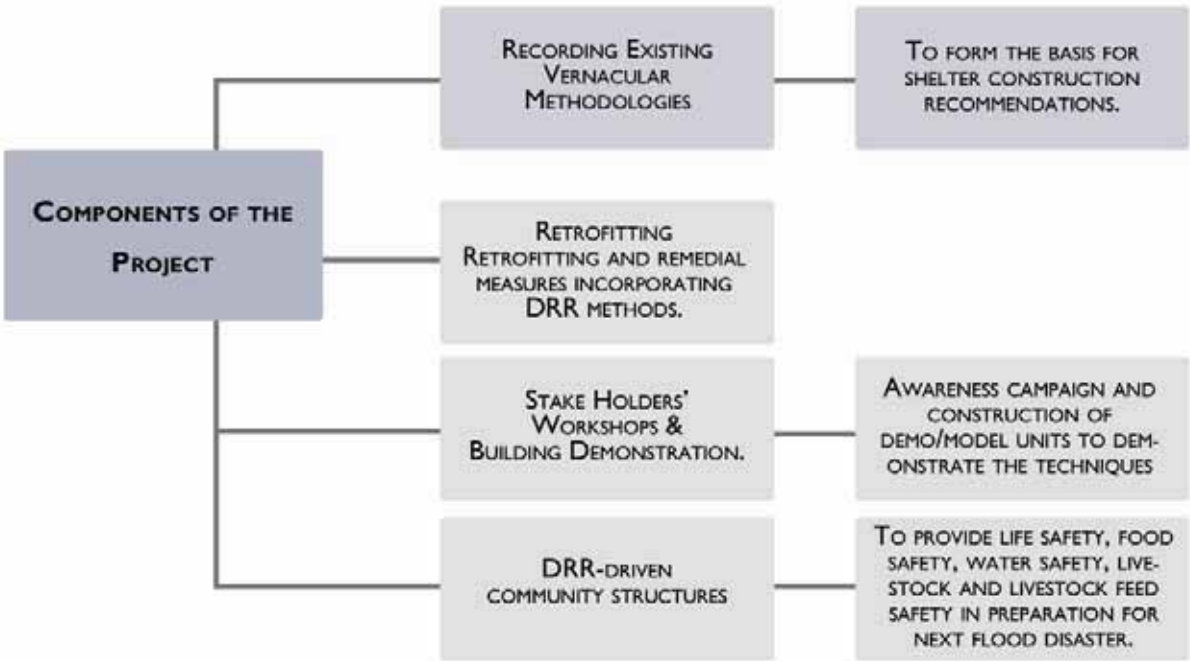 Components of the
Project
Recording Existing
Vernacular
Methodologies
To form the basis for
shelter construction
recommendations.
Retrofitting
Retrofitting and remedial
measures incorporating
DRR methods.
Stake Holders'
Workshops &
Building Demonstration.
Awareness campaign and
construction of
demo/model units to dem-
onstrate the techniques
DRR-driven
community structures
To provide life safety, food
safety, water safety, live-
stock and livestock feed
safety in preparation for
next flood disaster.